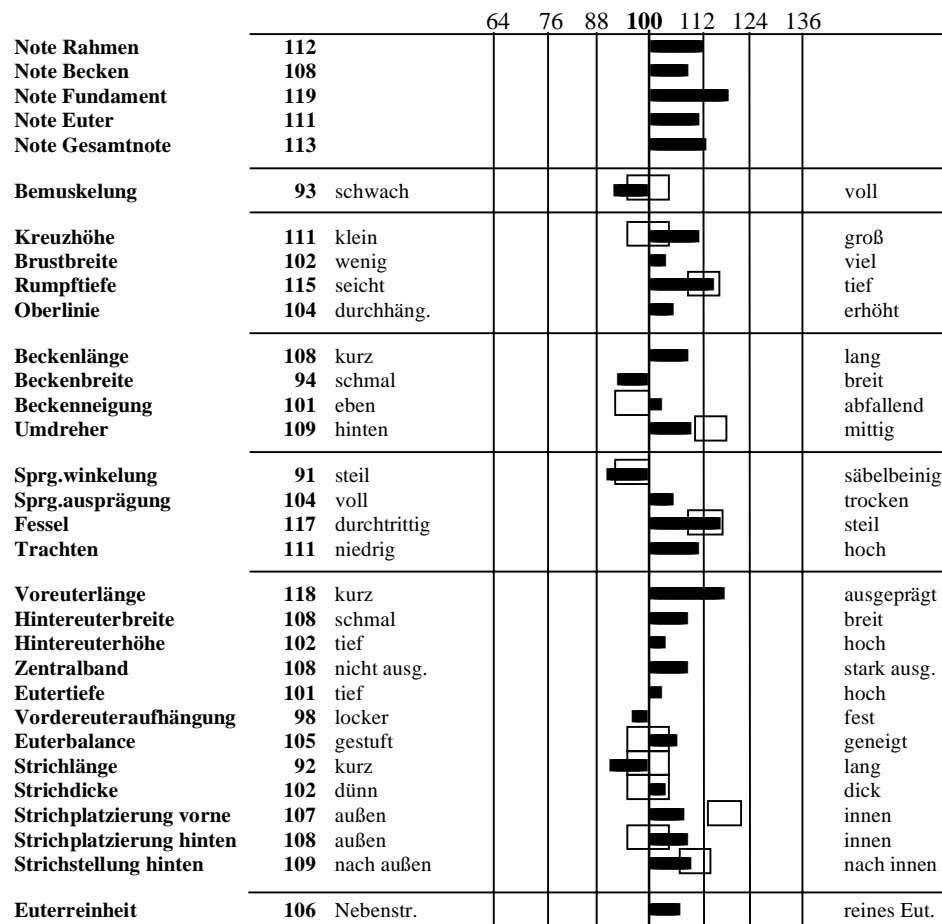 64 76 88 100 112 124 136
Note Rahmen 112
Note Becken 108
Note Fundament 119
Note Euter 111
Note Gesamtnote 113
Bemuskelung 93 schwach voll
Kreuzhöhe 111 klein groß
Brustbreite 102 wenig viel
Rumpftiefe 115 seicht tief
Oberlinie 104 durchhäng. erhöht
Beckenlänge 108 kurz lang
Beckenbreite 94 schmal breit
Beckenneigung 101 eben abfallend
Umdreher 109 hinten mittig
Sprg.winkelung 91 steil säbelbeinig
Sprg.ausprägung 104 voll trocken
Fessel 117 durchtrittig steil
Trachten 111 niedrig hoch
Voreuterlänge 118 kurz ausgeprägt
Hintereuterbreite 108 schmal breit
Hintereuterhöhe 102 tief hoch
Zentralband 108 nicht ausg. stark ausg.
Eutertiefe 101 tief hoch
Vordereuteraufhängung 98 locker fest
Euterbalance 105 gestuft geneigt
Strichlänge 92 kurz lang
Strichdicke 102 dünn dick
Strichplatzierung vorne 107 außen innen
Strichplatzierung hinten 108 außen innen
Strichstellung hinten 109 nach außen nach innen
Euterreinheit 106 Nebenstr. reines Eut.